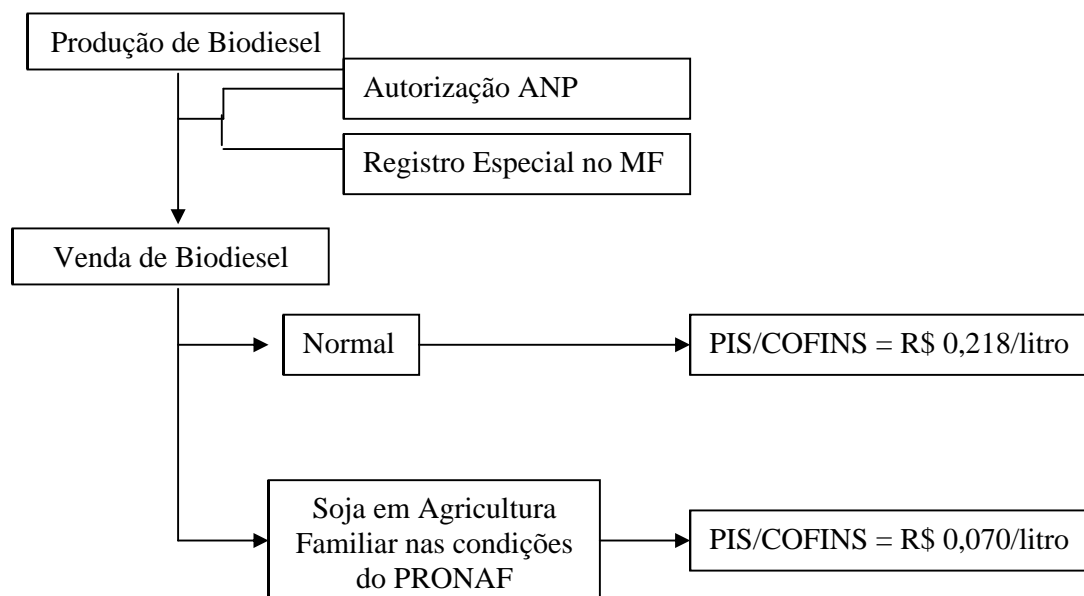 Produção de Biodiesel
Autorização ANP
Registro Especial no MF
Venda de Biodiesel
Normal
PIS/COFINS = R$ 0,218/litro
Soja em Agricultura
Familiar nas condições
do PRONAF
PIS/COFINS = R$ 0,070/litro